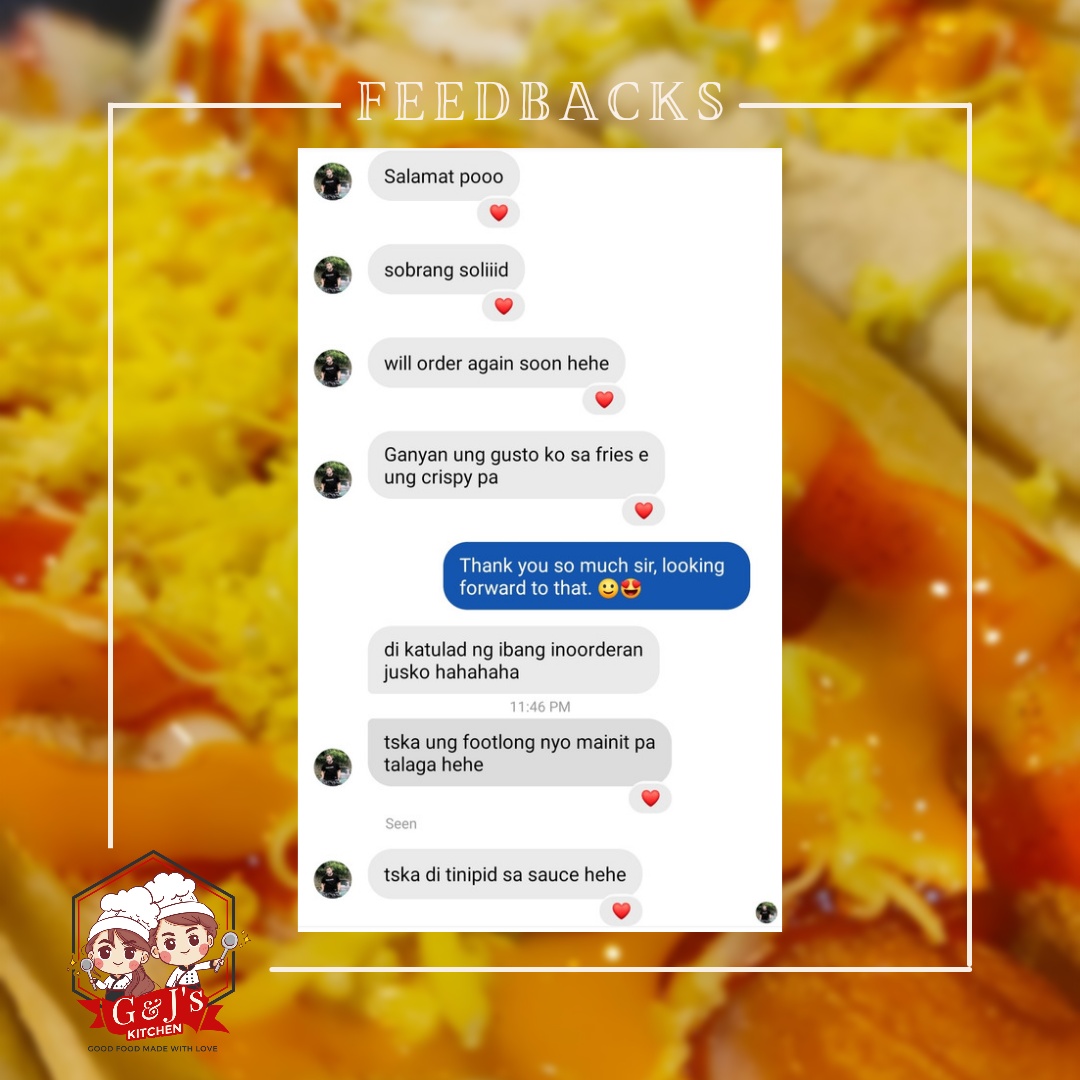 FEEDBACKS
Salamat pooo
sobrang soliiid
will order again soon hehe
Ganyan ung gusto ko sa fries e
ung crispy pa
Thank you so much sir, looking
forward to that. 🙂😍
di katulad ng ibang inoorderan
jusko hahahaha
11:46 PM
tska ung footlong nyo mainit pa
talaga hehe
Seen
tska di tinipid sa sauce hehe
G&J's
KITCHEN
GOOD FOOD MADE WITH LOVE